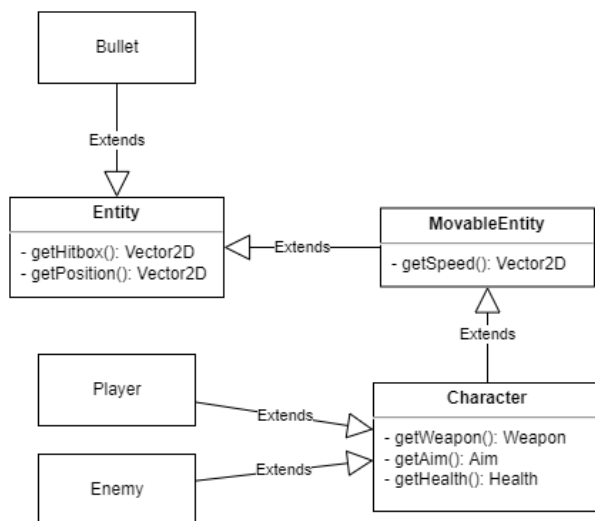 Bullet
Extends
Entity
- getHitbox(): Vector2D
- getPosition(): Vector2D
Extends
MovableEntity
- getSpeed(): Vector2D
Extends
Player
Extends
Character
- getWeapon(): Weapon
- getAim(): Aim
- getHealth(): Health
Enemy
Extends